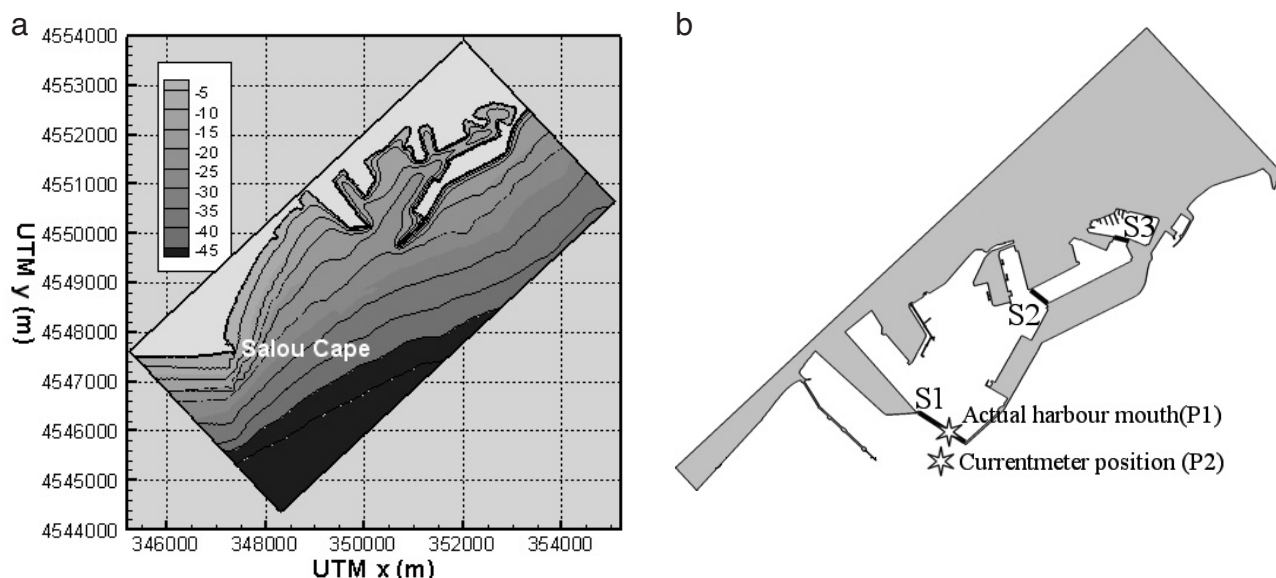 a
4554000
4553000
4552000
4551000
4550000
4549000
4548000
4547000
4546000
4545000
4544000
UTM y (m)
-5
-10
-15
-20
-25
-30
-35
-40
-45
Salou Cape
346000 348000 350000 352000 354000
UTM x (m)
b
S3
S2
S1
Actual harbour mouth(P1)
Currentmeter position (P2)